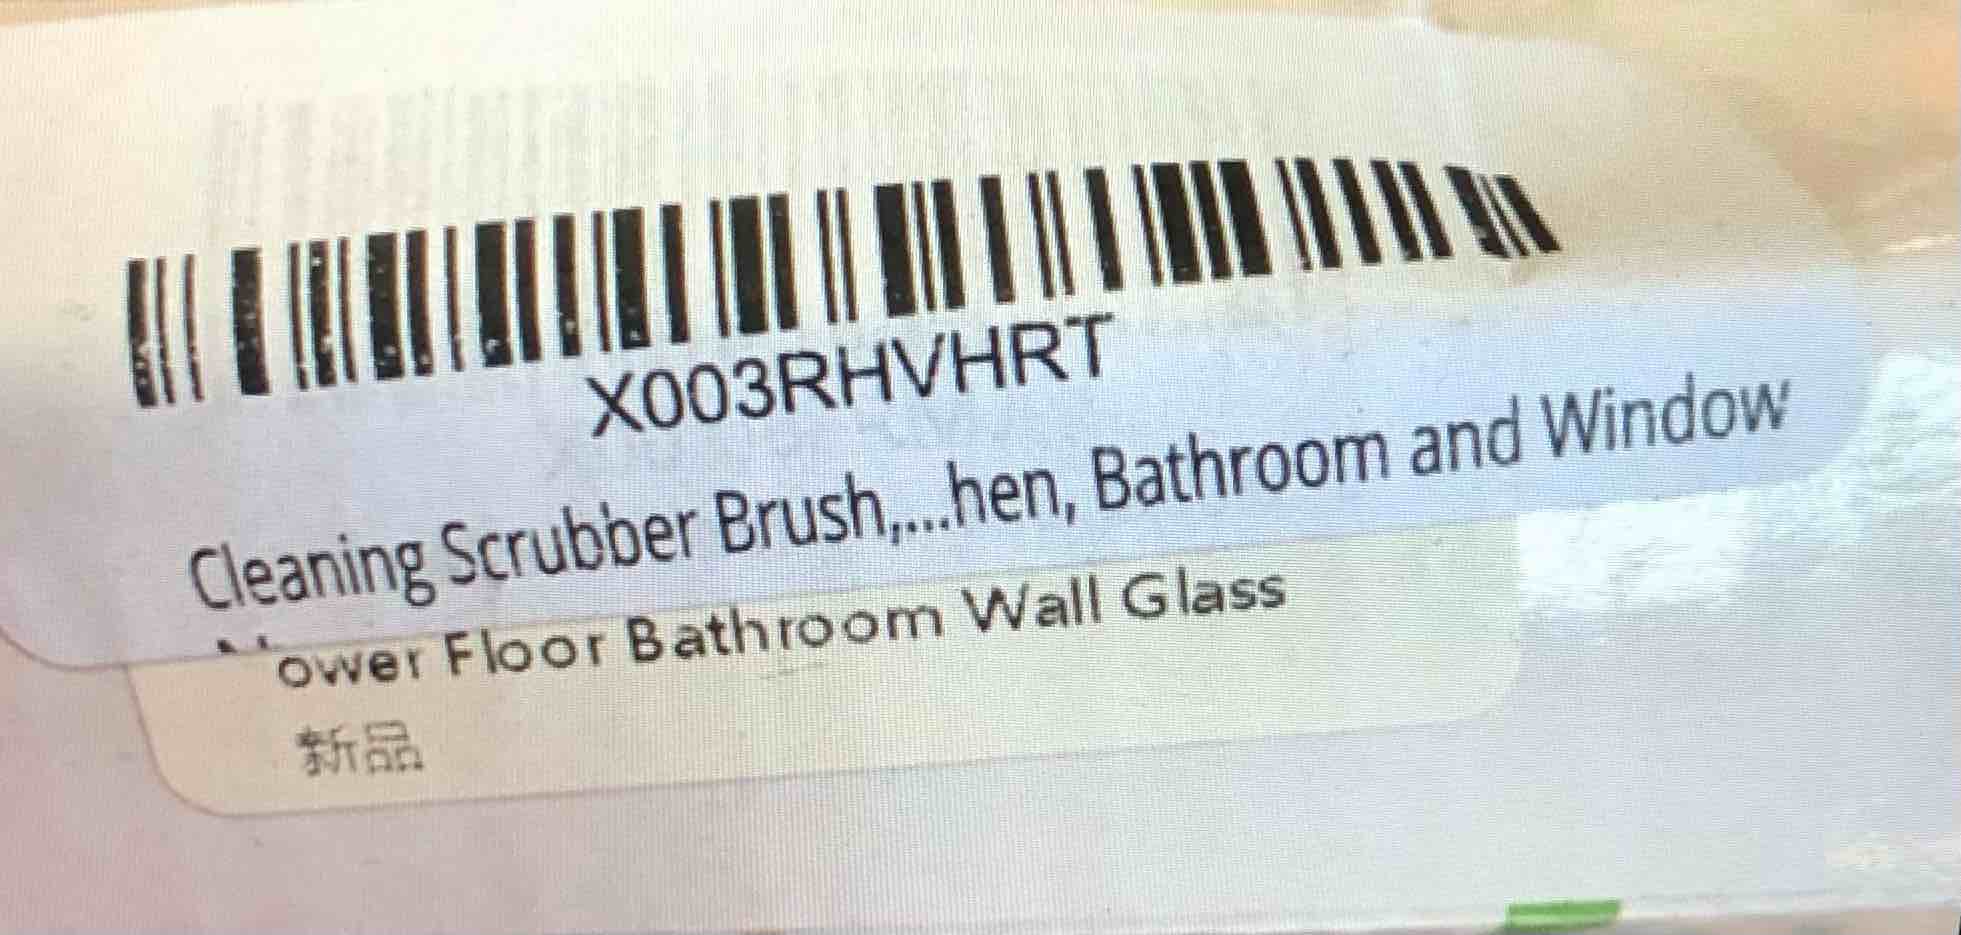 X003RHVHRT
Cleaning Scrubber Brush,...hen, Bathroom and Window
ower Floor Bathroom Wall Glass
新品